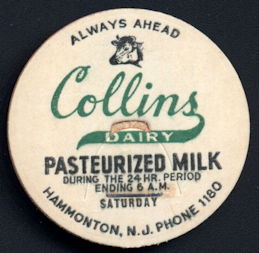 ALWAYS AHEAD
Collins
DAIRY
PASTEURIZED MILK
DURING THE 24 HR. PERIOD
ENDING 6 A.M.
SATURDAY
HAMMONTON, N.J. PHONE 1180